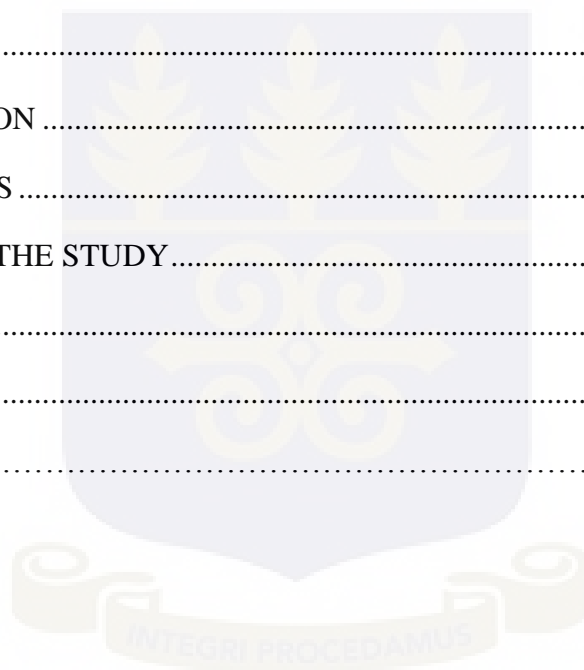 ....................................................................................
ON ....................................................................................
S ....................................................................................
THE STUDY....................................................................................
....................................................................................
....................................................................................
....................................................................................
INTEGRI PROCEDAMUS